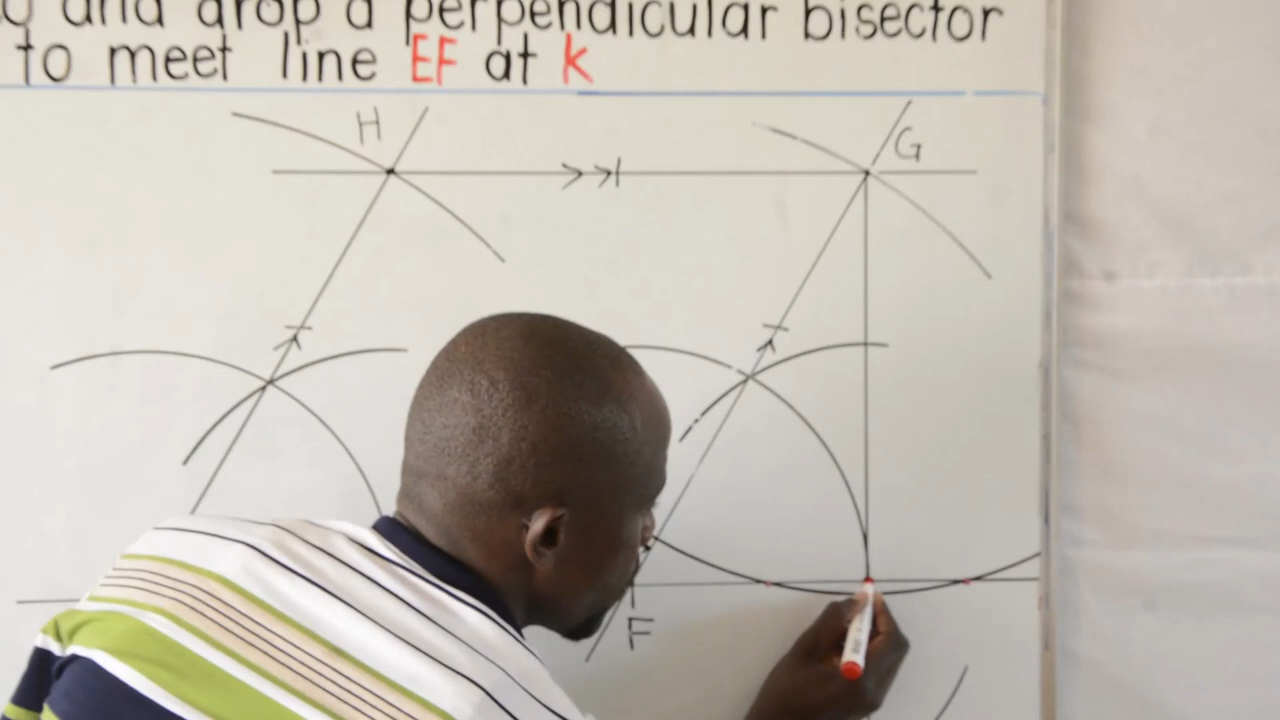 and drop a perpendicular bisector
to meet line EF at k
H
G
F